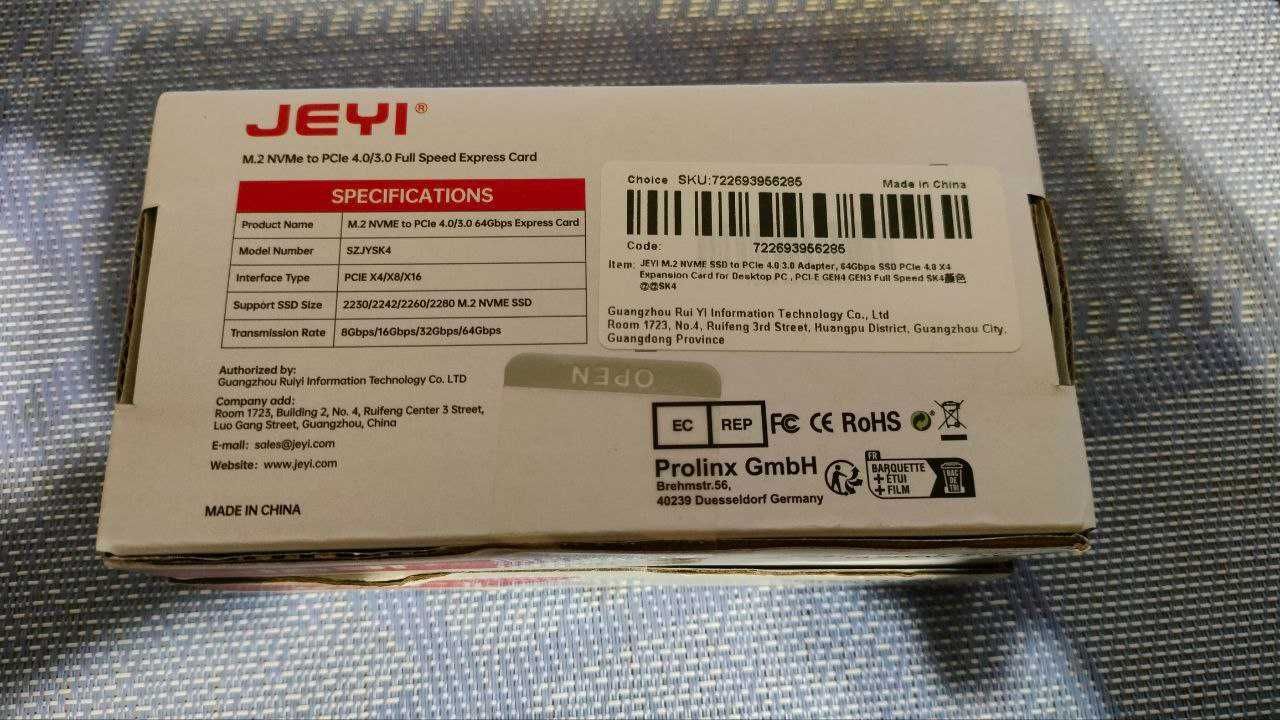 JEYI®
M.2 NVMe to PCIe 4.0/3.0 Full Speed Express Card
SPECIFICATIONS
Product Name M.2 NVME to PCIe 4.0/3.0 64Gbps Express Card
Model Number SZJYSK4
Interface Type PCIE X4/X8/X16
Support SSD Size 2230/2242/2260/2280 M.2 NVME SSD
Transmission Rate 8Gbps/16Gbps/32Gbps/64Gbps
Authorized by:
Guangzhou Ruiyi Information Technology Co. LTD
Company add:
Room 1723, Building 2, No. 4, Ruifeng Center 3 Street,
Luo Gang Street, Guangzhou, China
E-mail: sales@jeyi.com
Website: www.jeyi.com
MADE IN CHINA
Choice SKU:722693956285 Made in China
Code: 722693956285
Item: JEYI M.2 NVME SSD to PCIe 4.0 3.0 Adapter, 64Gbps SSD PCIe 4.0 X4
Expansion Card for Desktop PC , PCI-E GEN4 GEN3 Full Speed SK4黑色
@@SK4
Guangzhou Rui YI Information Technology Co., Ltd
Room 1723, No.4, Ruifeng 3rd Street, Huangpu District, Guangzhou City,
Guangdong Province
OPEN
EC REP FC CE RoHS
Prolinx GmbH
Brehmstr.56,
40239 Duesseldorf Germany
FR
BARQUETTE
+ ÉTUI
+ FILM
BAC
DE
TRI